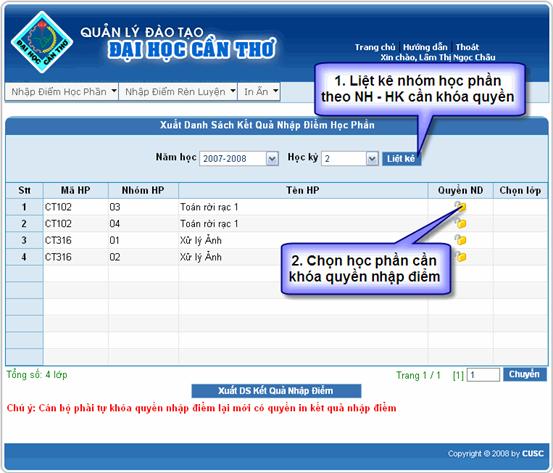 QUẢN LÝ ĐÀO TẠO
ĐẠI HỌC CẦN THƠ
ĐẠI HỌC CẦN THƠ
Trang chủ | Hướng dẫn | Thoát
Xin chào, Lâm Thị Ngọc Châu
Nhập Điểm Học Phần Nhập Điểm Rèn Luyện In Ấn
1. Liệt kê nhóm học phần
theo NH - HK cần khóa quyền
Xuất Danh Sách Kết Quả Nhập Điểm Học Phần
Năm học 2007-2008 Học kỳ 2 Liệt kê
Stt Mã HP Nhóm HP Tên HP Quyền ND Chọn lớp
1 CT102 03 Toán rời rạc 1
2 CT102 04 Toán rời rạc 1
3 CT316 01 Xử lý Ảnh
4 CT316 02 Xử lý Ảnh
2. Chọn học phần cần
khóa quyền nhập điểm
Tổng số: 4 lớp Trang 1 / 1 [1] 1 Chuyển
Xuất DS Kết Quả Nhập Điểm
Chú ý: Cán bộ phải tự khóa quyền nhập điểm lại mới có quyền in kết quả nhập điểm
Copyright © 2008 by CUSC